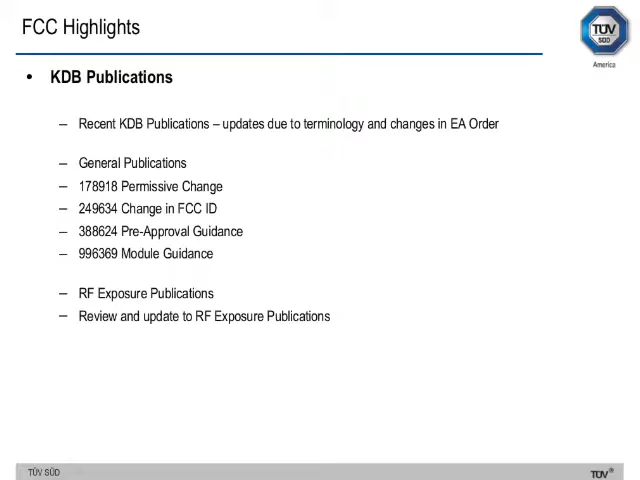 FCC Highlights
TÜV
SÜD
America
• KDB Publications
– Recent KDB Publications – updates due to terminology and changes in EA Order
– General Publications
– 178918 Permissive Change
– 249634 Change in FCC ID
– 388624 Pre-Approval Guidance
– 996369 Module Guidance
– RF Exposure Publications
– Review and update to RF Exposure Publications
TÜV SÜD
TÜV®